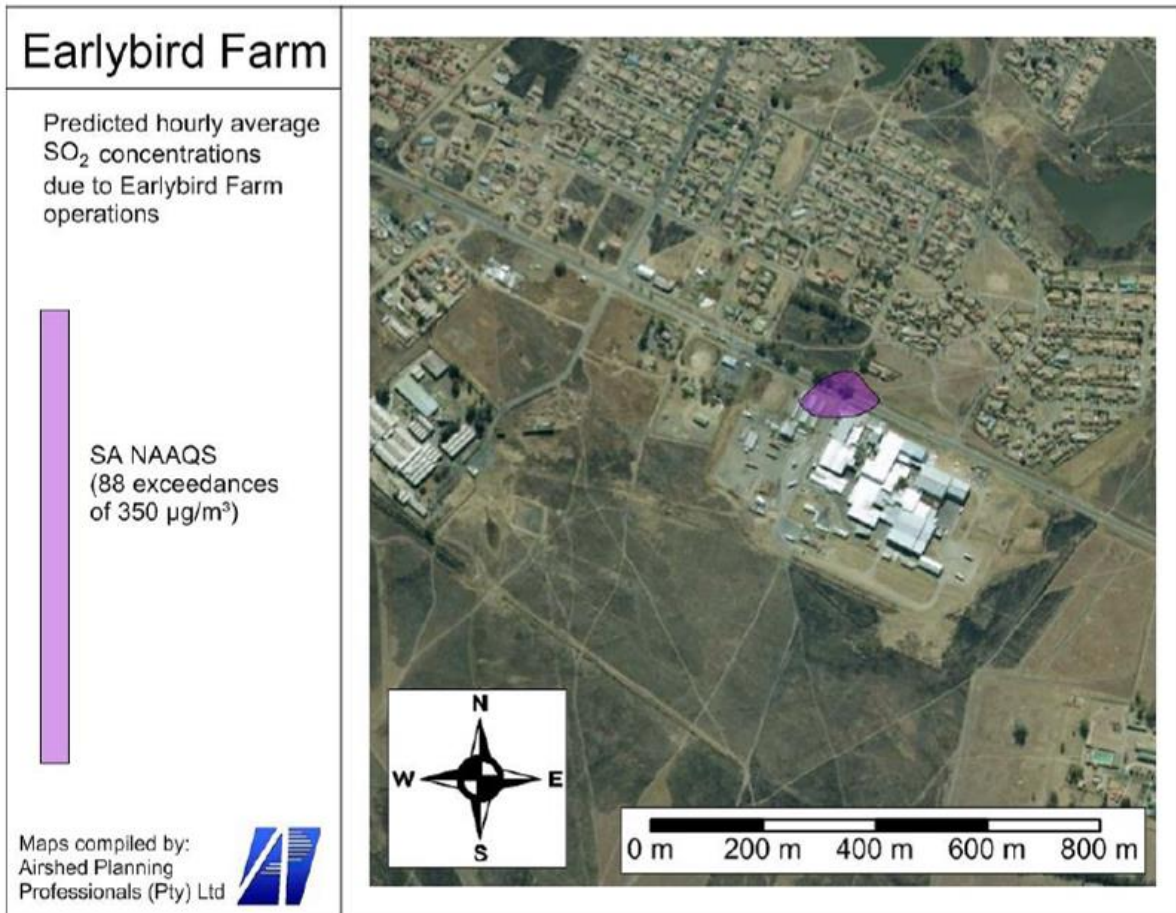 Earlybird Farm
Predicted hourly average
SO₂ concentrations
due to Earlybird Farm
operations
SA NAAQS
(88 exceedances
of 350 µg/m³)
Maps compiled by:
Airshed Planning
Professionals (Pty) Ltd
N
W E
S
0 m 200 m 400 m 600 m 800 m